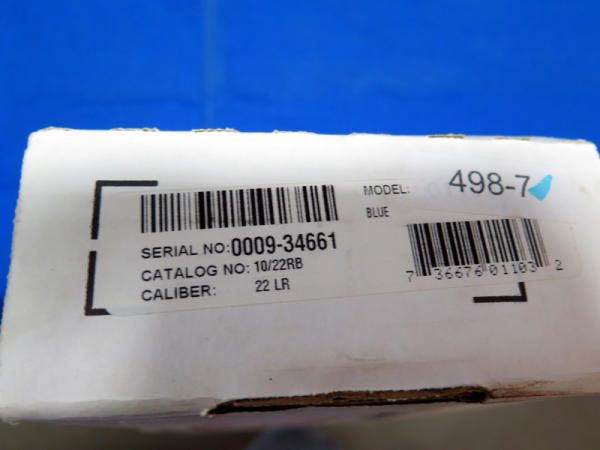 MODEL: 498-7
BLUE
SERIAL NO: 0009-34661
CATALOG NO: 10/22RB
CALIBER: 22 LR
7 36676 01103 2